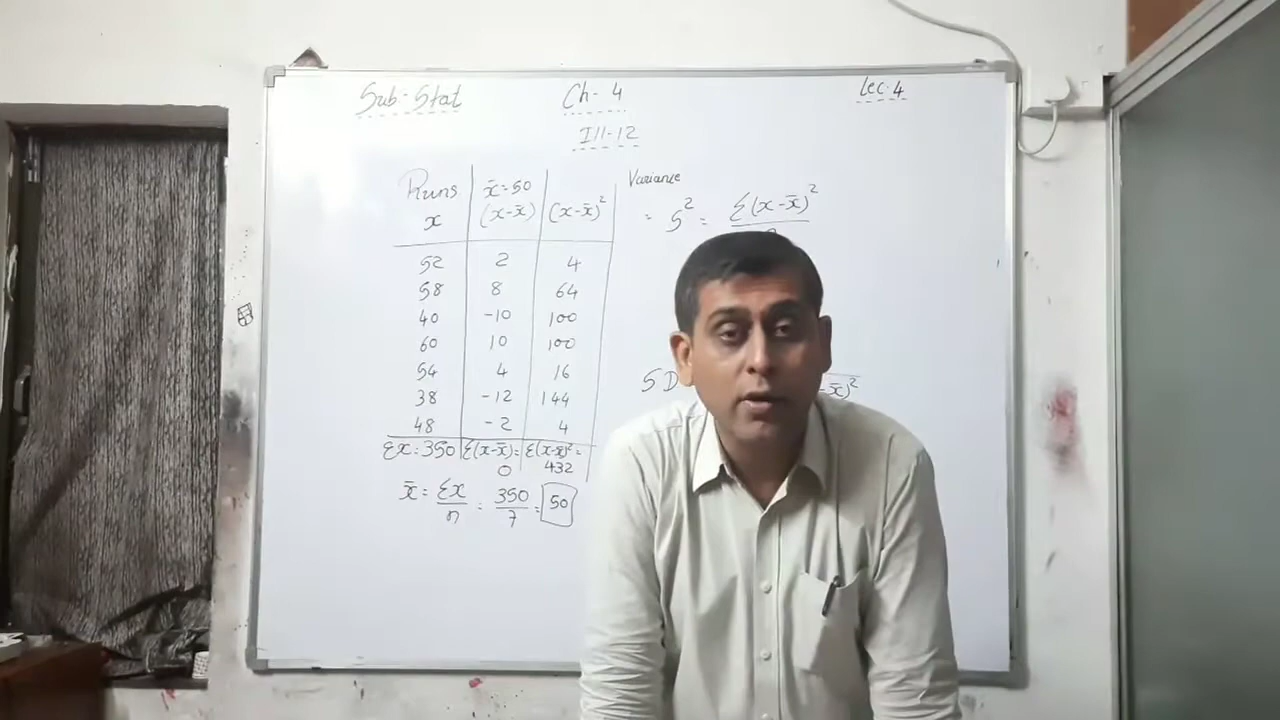 Sub-Stat Ch-4 Lec-4
Ill-12
Runs x̄=50 Variance
x (x-x̄) (x-x̄)² = S² = Σ(x-x̄)²
52 2 4
58 8 64
40 -10 100
60 10 100
54 4 16 SD -x̄)²
38 -12 144
48 -2 4
Σx=350 Σ(x-x̄)= Σ(x-x̄)²=
0 432
x̄ = Σx/n = 350/7 = 50